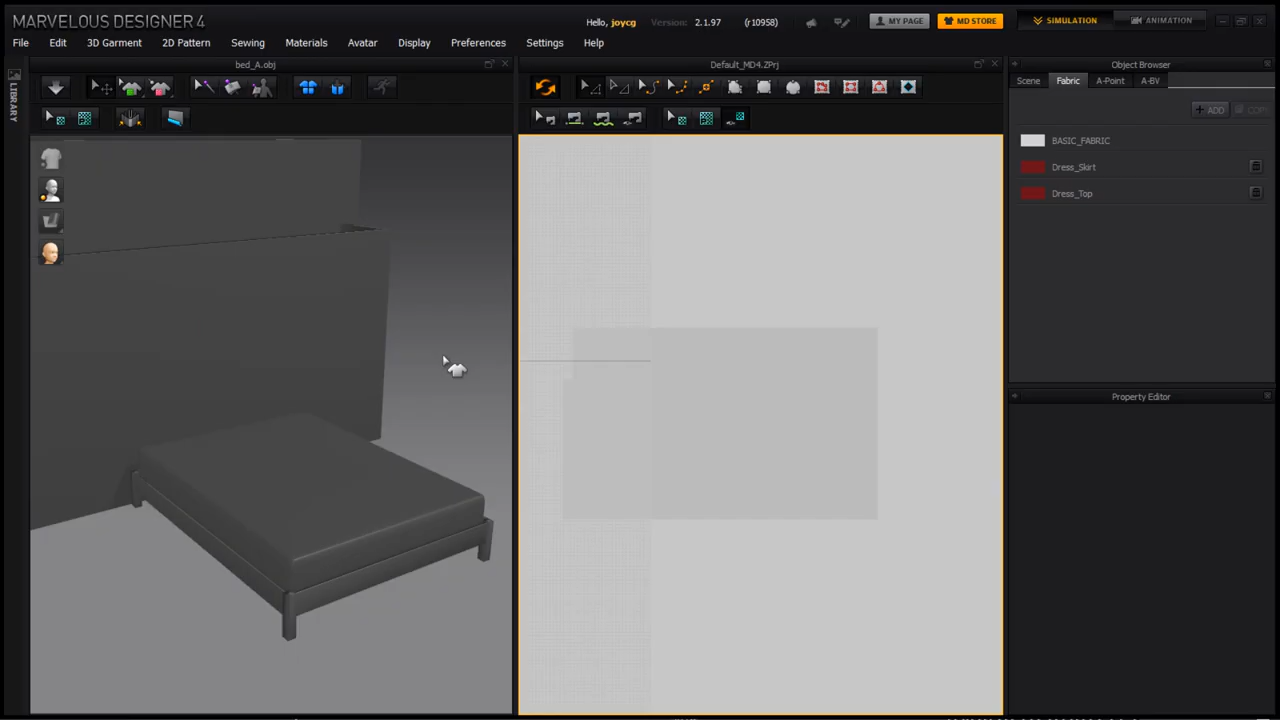 MARVELOUS DESIGNER 4
Hello, joycg Version: 2.1.97 (r10958) MY PAGE MD STORE SIMULATION ANIMATION
File Edit 3D Garment 2D Pattern Sewing Materials Avatar Display Preferences Settings Help
bed_A.obj Default_MD4.ZPrj Object Browser
LIBRARY
Scene Fabric A-Point A-BV
+ ADD COPY
BASIC_FABRIC
Dress_Skirt
Dress_Top
Property Editor